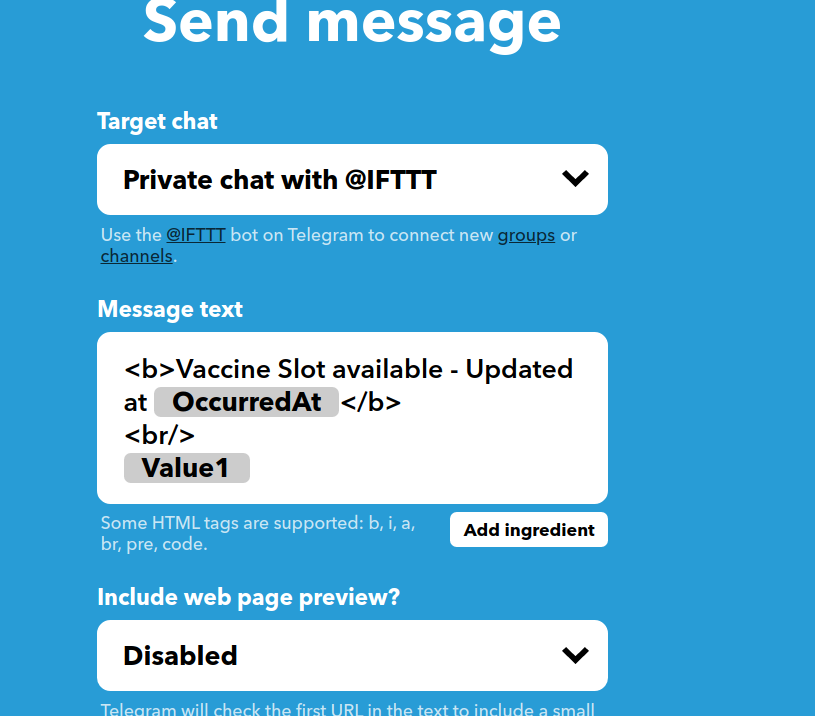 Send message
Target chat
Private chat with @IFTTT
Use the @IFTTT bot on Telegram to connect new groups or
channels.
Message text
<b>Vaccine Slot available - Updated
at OccurredAt </b>
<br/>
Value1
Some HTML tags are supported: b, i, a,
br, pre, code.
Add ingredient
Include web page preview?
Disabled
Telegram will check the first URL in the text to include a small